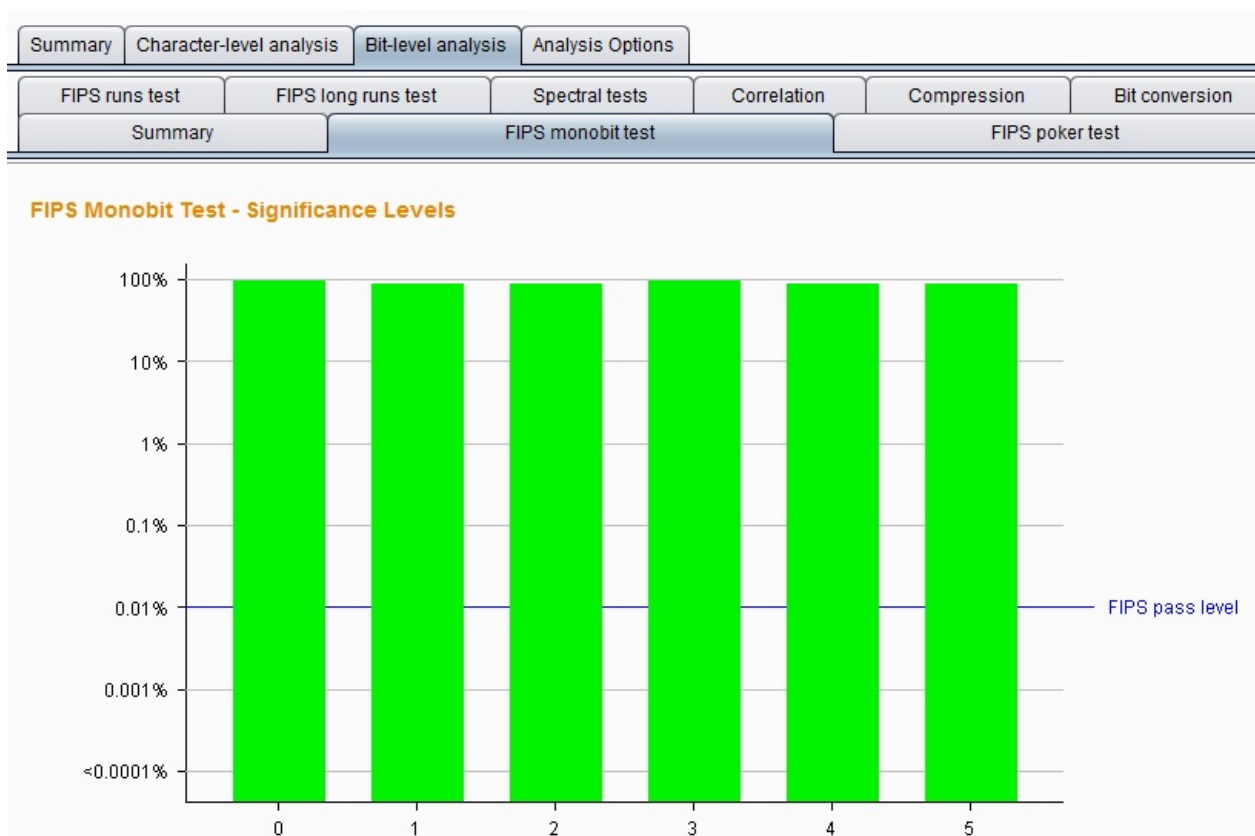 Summary Character-level analysis Bit-level analysis Analysis Options
FIPS runs test FIPS long runs test Spectral tests Correlation Compression Bit conversion
Summary FIPS monobit test FIPS poker test
FIPS Monobit Test - Significance Levels
100%
10%
1%
0.1%
0.01% FIPS pass level
0.001%
<0.0001%
0 1 2 3 4 5